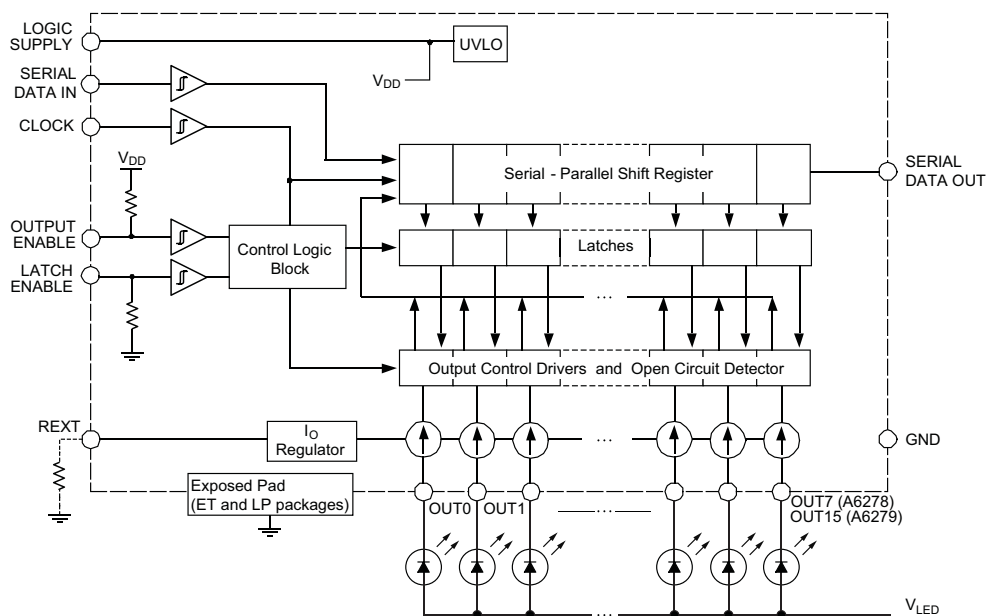 LOGIC
SUPPLY
UVLO
VDD
SERIAL
DATA IN
CLOCK
VDD
Serial - Parallel Shift Register
SERIAL
DATA OUT
OUTPUT
ENABLE
Control Logic
Block
Latches
LATCH
ENABLE
...
Output Control Drivers and Open Circuit Detector
REXT
IO
Regulator
...
GND
Exposed Pad
(ET and LP packages)
OUT0 OUT1
...
OUT7 (A6278)
OUT15 (A6279)
...
VLED